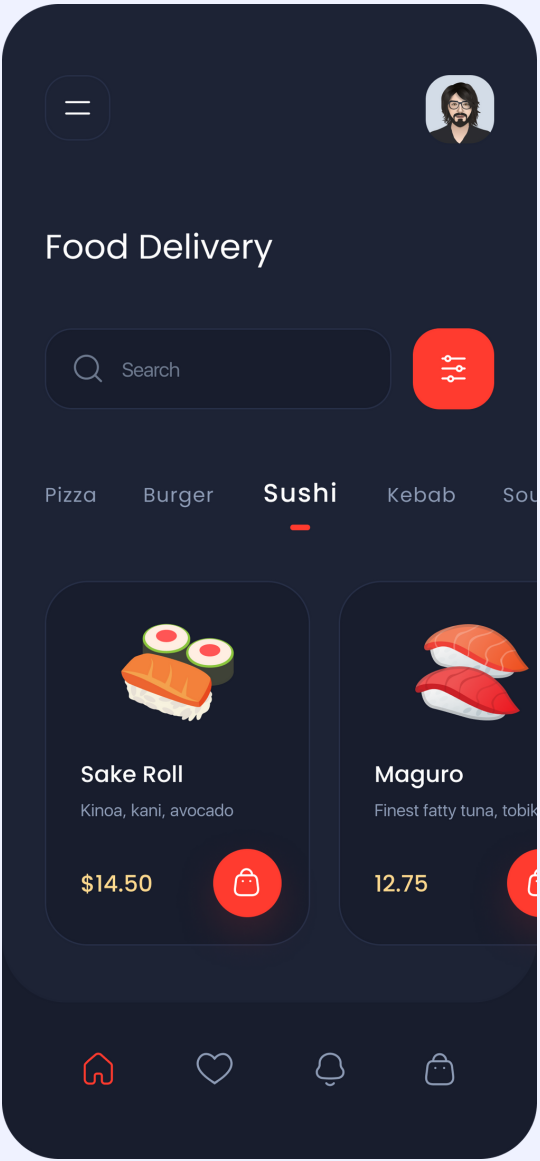 Food Delivery
Search
Pizza Burger Sushi Kebab Sou
Sake Roll
Kinoa, kani, avocado
$14.50
Maguro
Finest fatty tuna, tobik
12.75